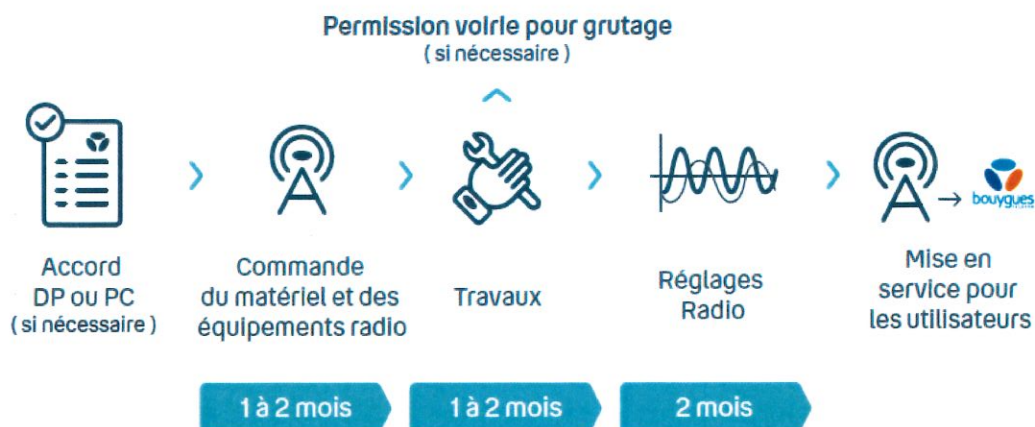 Permission voirie pour grutage
( si nécessaire )
Accord
DP ou PC
( si nécessaire )
Commande
du matériel et des
équipements radio
Travaux
Réglages
Radio
bouygues
Mise en
service pour
les utilisateurs
1 à 2 mois
1 à 2 mois
2 mois